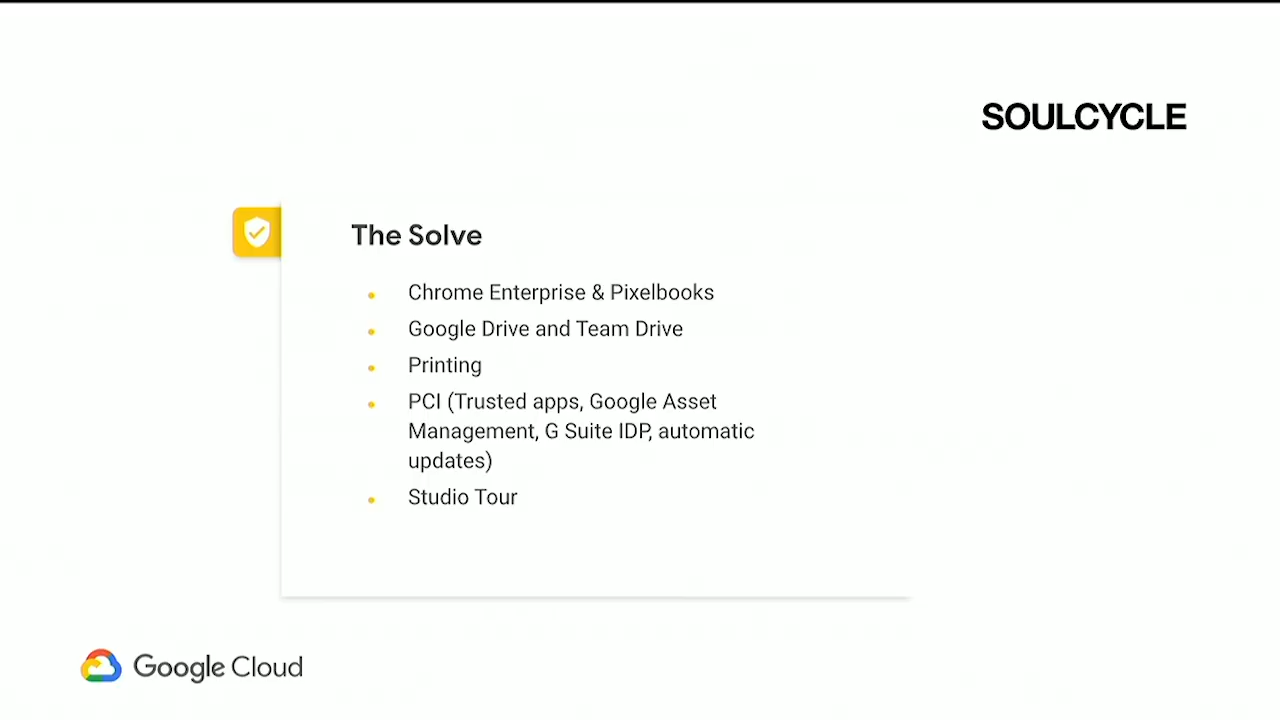 SOULCYCLE
The Solve
Chrome Enterprise & Pixelbooks
Google Drive and Team Drive
Printing
PCI (Trusted apps, Google Asset
Management, G Suite IDP, automatic
updates)
Studio Tour
Google Cloud